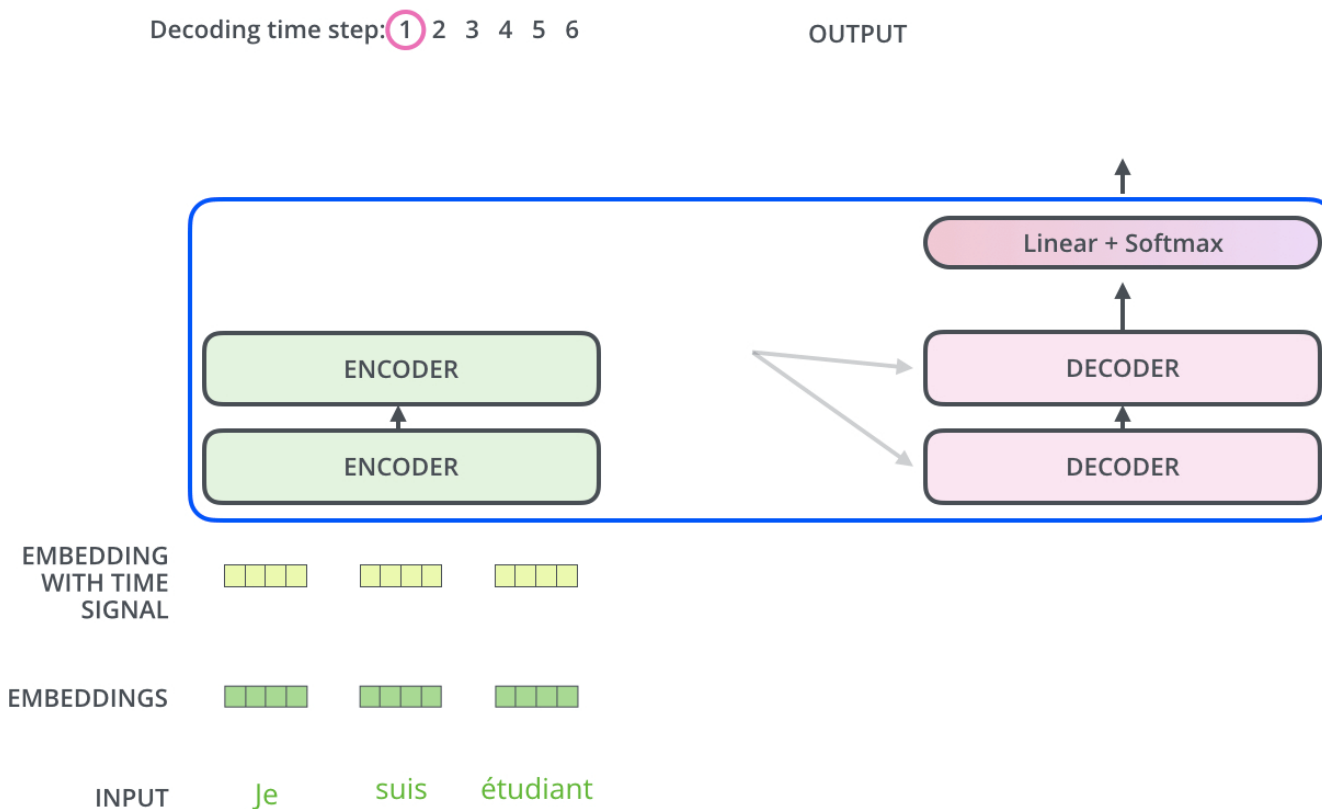 Decoding time step: 1 2 3 4 5 6
OUTPUT
Linear + Softmax
ENCODER
DECODER
ENCODER
DECODER
EMBEDDING
WITH TIME
SIGNAL
EMBEDDINGS
INPUT Je suis étudiant